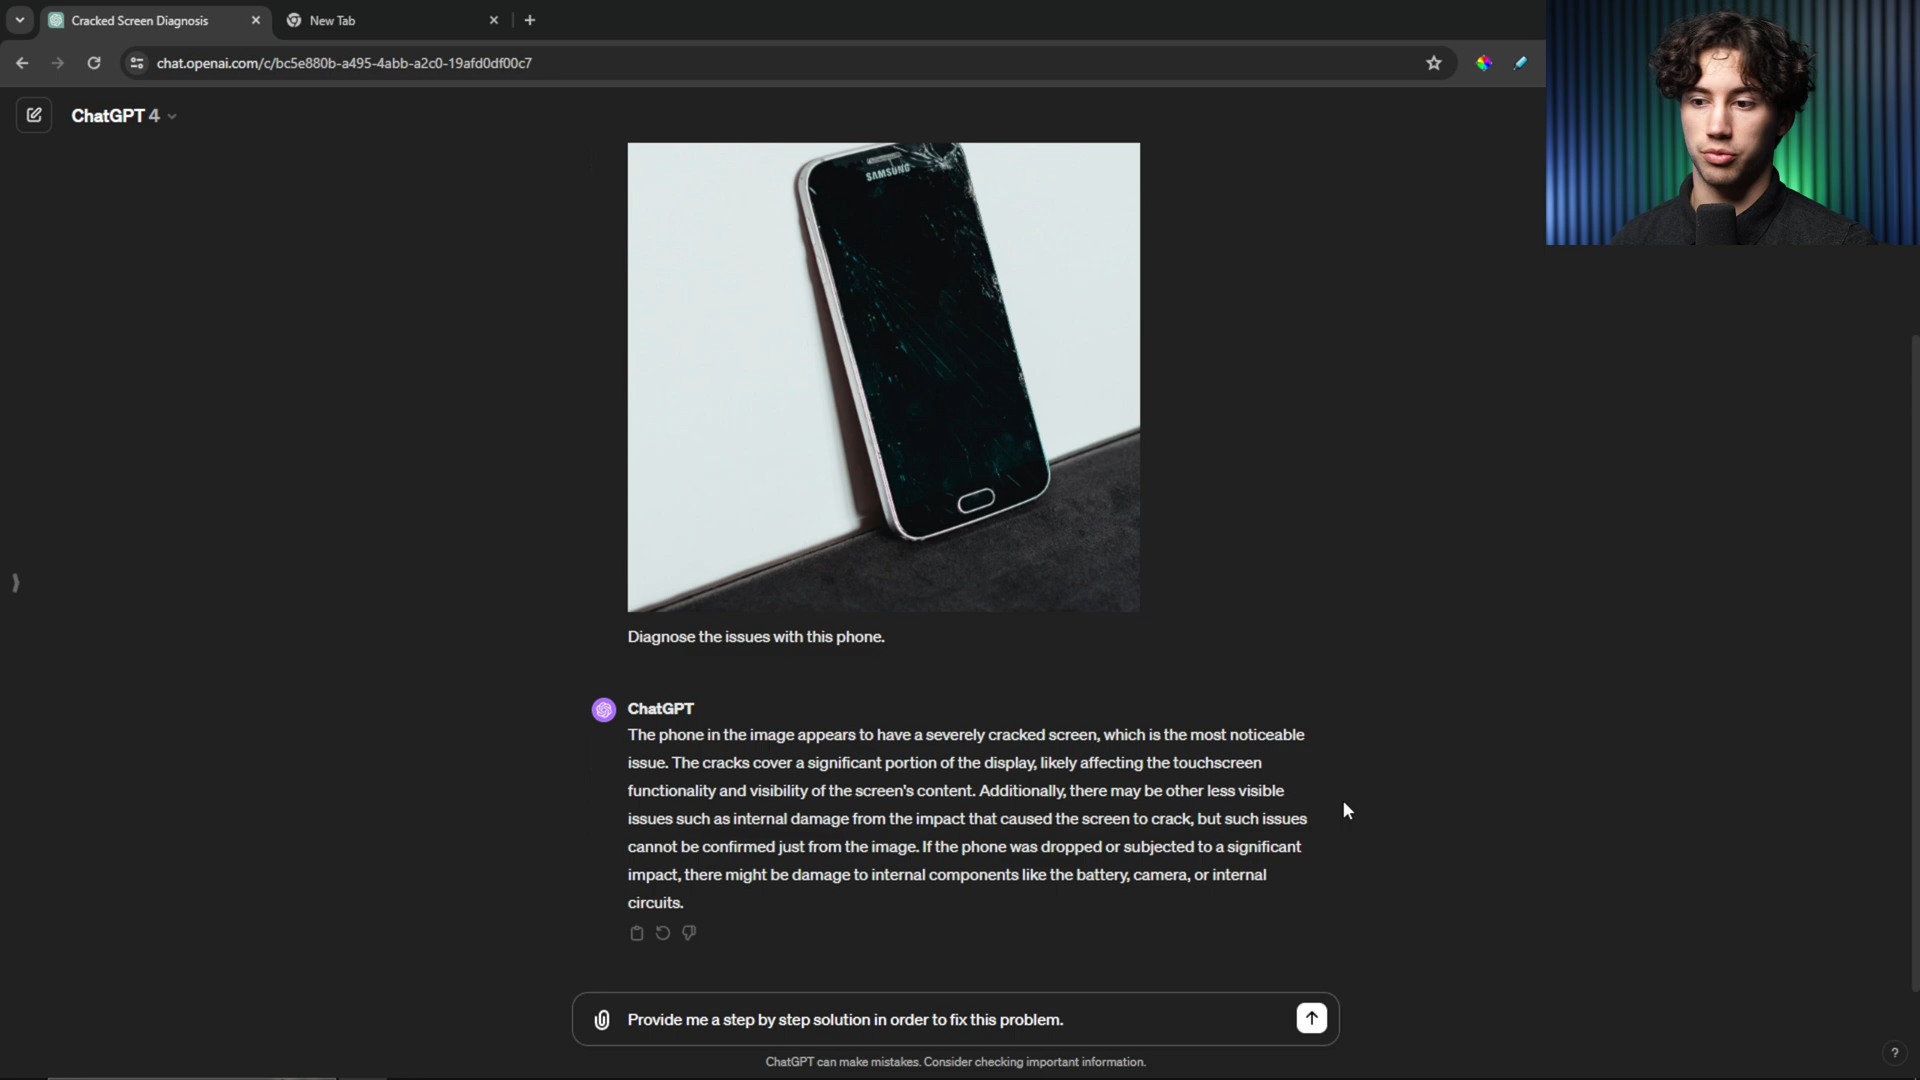 Cracked Screen Diagnosis
New Tab
chat.openai.com/c/bc5e880b-a495-4abb-a2c0-19afd0df00c7
ChatGPT 4
SAMSUNG
Diagnose the issues with this phone.
ChatGPT
The phone in the image appears to have a severely cracked screen, which is the most noticeable
issue. The cracks cover a significant portion of the display, likely affecting the touchscreen
functionality and visibility of the screen's content. Additionally, there may be other less visible
issues such as internal damage from the impact that caused the screen to crack, but such issues
cannot be confirmed just from the image. If the phone was dropped or subjected to a significant
impact, there might be damage to internal components like the battery, camera, or internal
circuits.
Provide me a step by step solution in order to fix this problem.
ChatGPT can make mistakes. Consider checking important information.
?